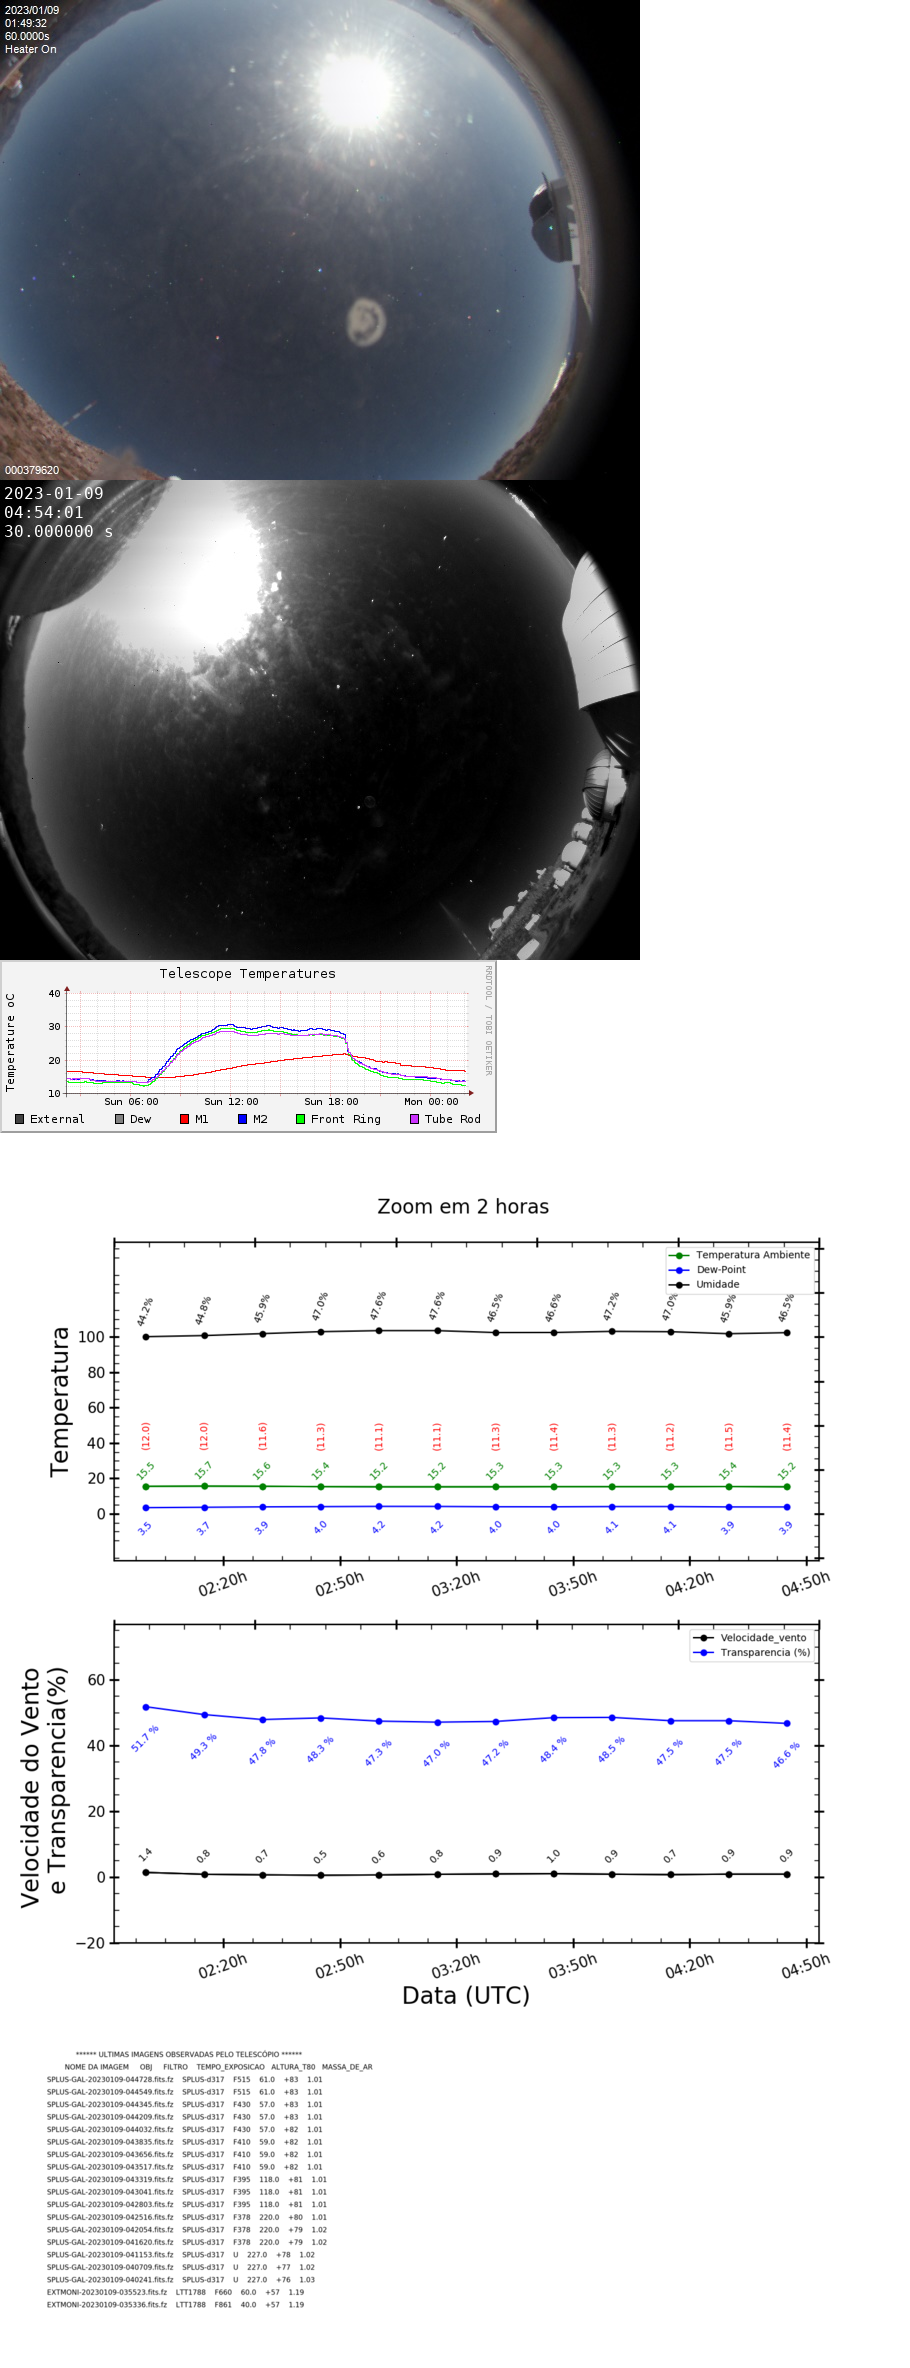 2023/01/09
01:49:32
60.0000s
Heater On
000379620
2023-01-09
04:54:01
30.000000 s
Telescope Temperatures
RRDTOOL / TOBI OETIKER
Temperature oC
40
30
20
10
Sun 06:00 Sun 12:00 Sun 18:00 Mon 00:00
External Dew M1 M2 Front Ring Tube Rod
Zoom em 2 horas
Temperatura Ambiente
Dew-Point
Umidade
44.2% 44.8% 45.9% 47.0% 47.6% 47.6% 46.5% 46.6% 47.2% 47.0% 45.9% 46.5%
Temperatura
100
80
60
40
20
0
(12.0) (12.0) (11.6) (11.3) (11.1) (11.1) (11.3) (11.4) (11.3) (11.2) (11.5) (11.4)
15.5 15.7 15.6 15.4 15.2 15.2 15.3 15.3 15.3 15.3 15.4 15.2
3.5 3.7 3.9 4.0 4.2 4.2 4.0 4.0 4.1 4.1 3.9 3.9
02:20h 02:50h 03:20h 03:50h 04:20h 04:50h
Velocidade_vento
Transparencia (%)
Velocidade do Vento
e Transparencia(%)
60
40
20
0
−20
51.7 % 49.3 % 47.8 % 48.3 % 47.3 % 47.0 % 47.2 % 48.4 % 48.5 % 47.5 % 47.5 % 46.6 %
1.4 0.8 0.7 0.5 0.6 0.8 0.9 1.0 0.9 0.7 0.9 0.9
02:20h 02:50h 03:20h 03:50h 04:20h 04:50h
Data (UTC)
****** ULTIMAS IMAGENS OBSERVADAS PELO TELESCÓPIO ******
NOME DA IMAGEM OBJ FILTRO TEMPO_EXPOSICAO ALTURA_T80 MASSA_DE_AR
SPLUS-GAL-20230109-044728.fits.fz SPLUS-d317 F515 61.0 +83 1.01
SPLUS-GAL-20230109-044549.fits.fz SPLUS-d317 F515 61.0 +83 1.01
SPLUS-GAL-20230109-044345.fits.fz SPLUS-d317 F430 57.0 +83 1.01
SPLUS-GAL-20230109-044209.fits.fz SPLUS-d317 F430 57.0 +83 1.01
SPLUS-GAL-20230109-044032.fits.fz SPLUS-d317 F430 57.0 +82 1.01
SPLUS-GAL-20230109-043835.fits.fz SPLUS-d317 F410 59.0 +82 1.01
SPLUS-GAL-20230109-043656.fits.fz SPLUS-d317 F410 59.0 +82 1.01
SPLUS-GAL-20230109-043517.fits.fz SPLUS-d317 F410 59.0 +82 1.01
SPLUS-GAL-20230109-043319.fits.fz SPLUS-d317 F395 118.0 +81 1.01
SPLUS-GAL-20230109-043041.fits.fz SPLUS-d317 F395 118.0 +81 1.01
SPLUS-GAL-20230109-042803.fits.fz SPLUS-d317 F395 118.0 +81 1.01
SPLUS-GAL-20230109-042516.fits.fz SPLUS-d317 F378 220.0 +80 1.01
SPLUS-GAL-20230109-042054.fits.fz SPLUS-d317 F378 220.0 +79 1.02
SPLUS-GAL-20230109-041620.fits.fz SPLUS-d317 F378 220.0 +79 1.02
SPLUS-GAL-20230109-041153.fits.fz SPLUS-d317 U 227.0 +78 1.02
SPLUS-GAL-20230109-040709.fits.fz SPLUS-d317 U 227.0 +77 1.02
SPLUS-GAL-20230109-040241.fits.fz SPLUS-d317 U 227.0 +76 1.03
EXTMONI-20230109-035523.fits.fz LTT1788 F660 60.0 +57 1.19
EXTMONI-20230109-035336.fits.fz LTT1788 F861 40.0 +57 1.19